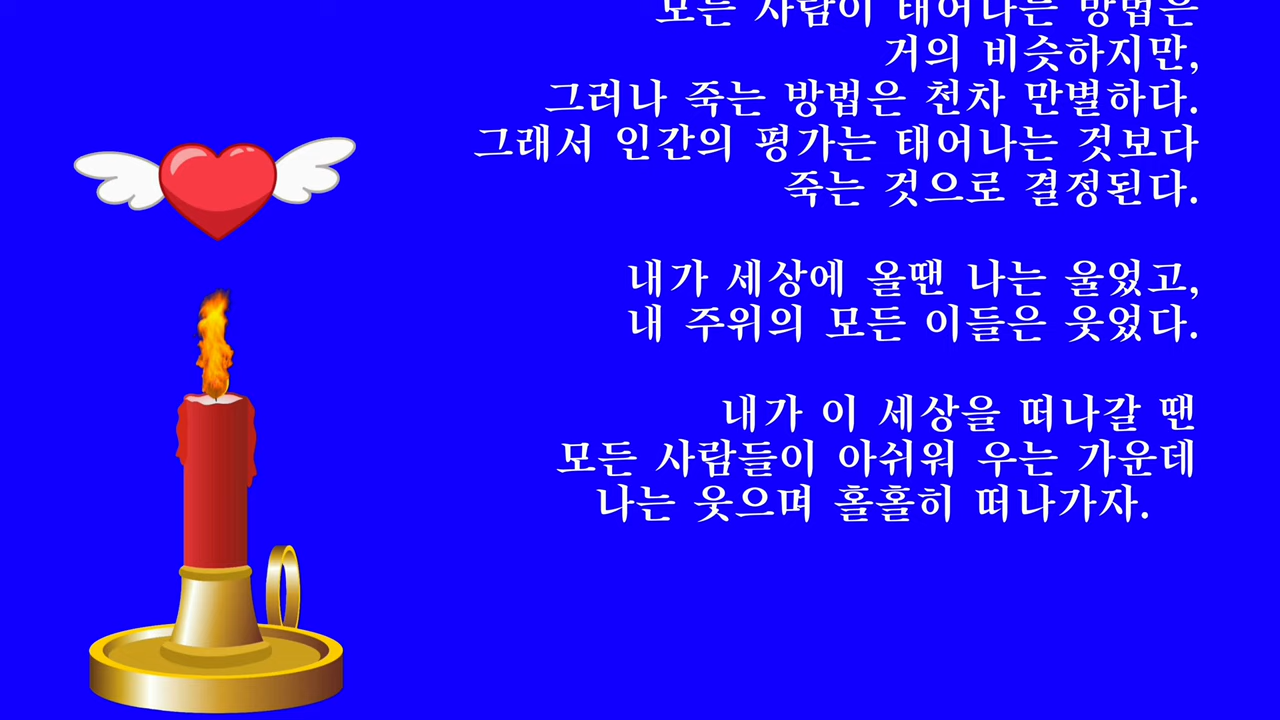 모든 사람이 태어나는 방법은
거의 비슷하지만,
그러나 죽는 방법은 천차 만별하다.
그래서 인간의 평가는 태어나는 것보다
죽는 것으로 결정된다.
내가 세상에 올땐 나는 울었고,
내 주위의 모든 이들은 웃었다.
내가 이 세상을 떠나갈 땐
모든 사람들이 아쉬워 우는 가운데
나는 웃으며 홀홀히 떠나가자.